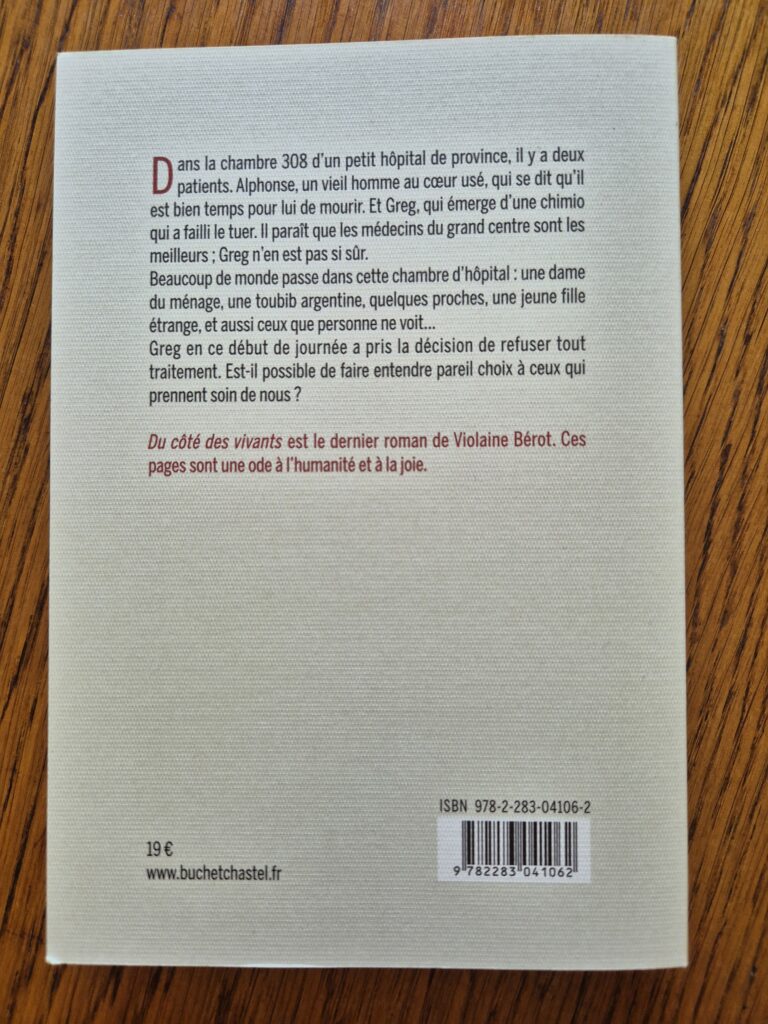 Dans la chambre 308 d'un petit hôpital de province, il y a deux
patients. Alphonse, un vieil homme au cœur usé, qui se dit qu'il
est bien temps pour lui de mourir. Et Greg, qui émerge d'une chimio
qui a failli le tuer. Il paraît que les médecins du grand centre sont les
meilleurs ; Greg n'en est pas si sûr.
Beaucoup de monde passe dans cette chambre d'hôpital : une dame
du ménage, une toubib argentine, quelques proches, une jeune fille
étrange, et aussi ceux que personne ne voit...
Greg en ce début de journée a pris la décision de refuser tout
traitement. Est-il possible de faire entendre pareil choix à ceux qui
prennent soin de nous ?
Du côté des vivants est le dernier roman de Violaine Bérot. Ces
pages sont une ode à l'humanité et à la joie.
ISBN 978-2-283-04106-2
9 782283 041062
19 €
www.buchetchastel.fr